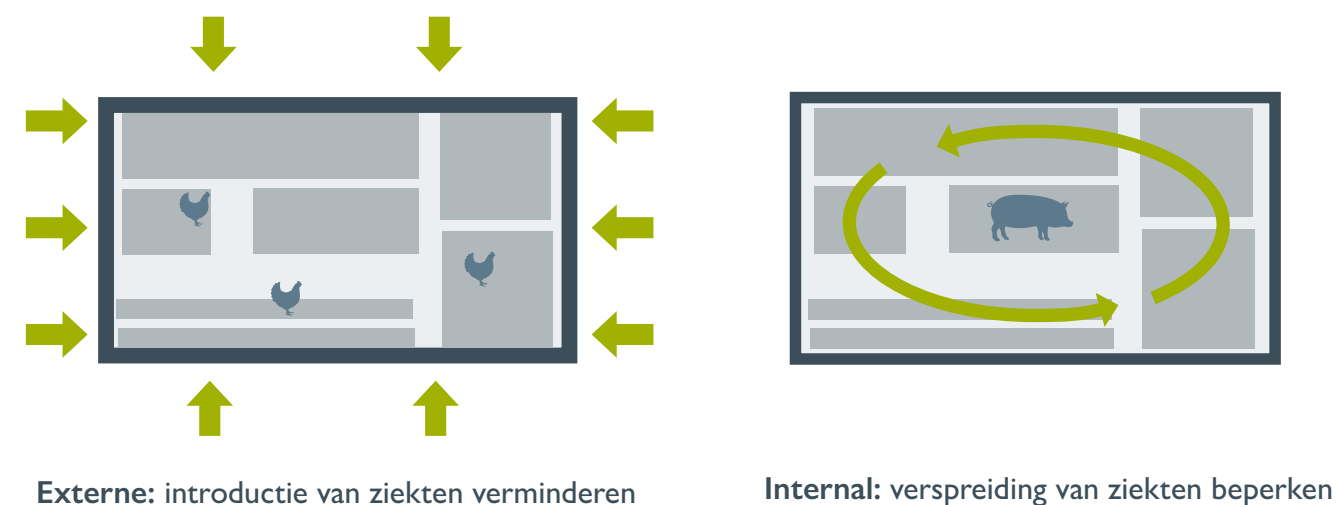 Externe: introductie van ziekten verminderen
Internal: verspreiding van ziekten beperken